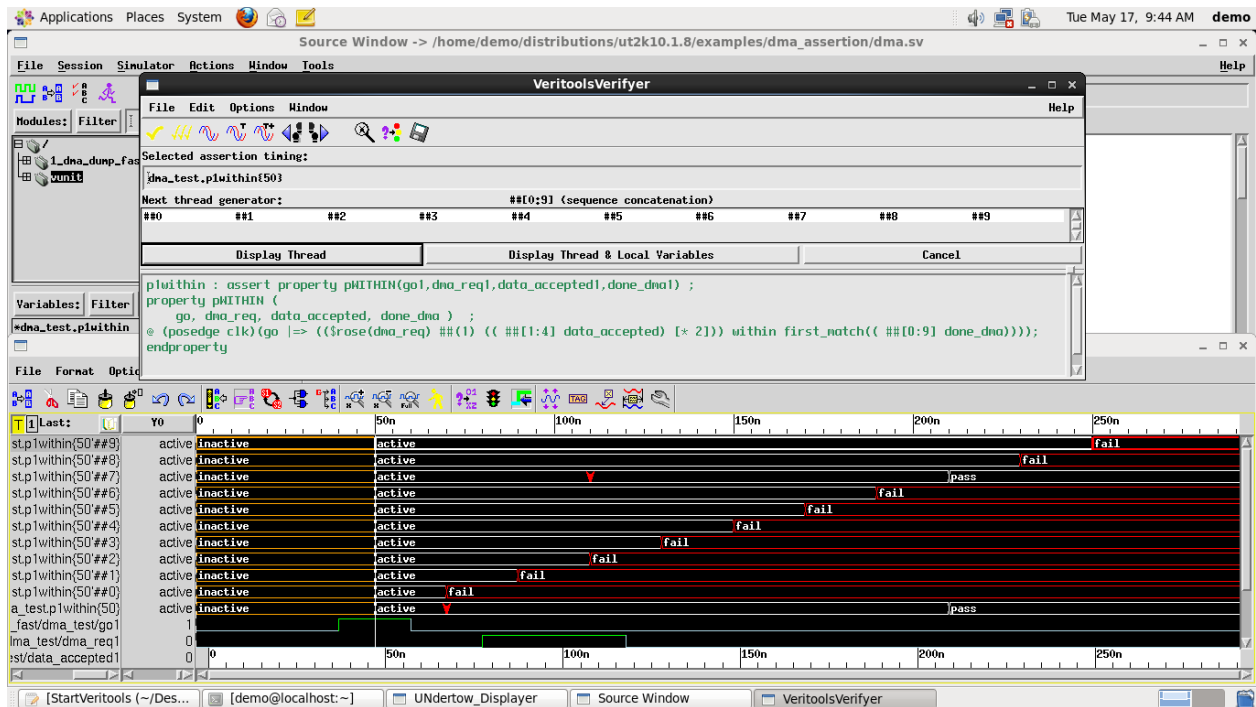 Applications Places System Tue May 17, 9:44 AM demo
Source Window -> /home/demo/distributions/ut2k10.1.8/examples/dma_assertion/dma.sv
File Session Simulator Actions Window Tools Help
VeritoolsVerifyer
File Edit Options Window Help
Modules: Filter
/
1_dma_dump_fas
vunit
Selected assertion timing:
dma_test.p1within{50}
Next thread generator: ##[0:9] (sequence concatenation)
##0 ##1 ##2 ##3 ##4 ##5 ##6 ##7 ##8 ##9
Display Thread Display Thread & Local Variables Cancel
p1within : assert property pWITHIN(go1,dma_req1,data_accepted1,done_dma1) ;
property pWITHIN (
go, dma_req, data_accepted, done_dma ) ;
@ (posedge clk)(go |=> (($rose(dma_req) ##(1) (( ##[1:4] data_accepted) [* 2])) within first_match(( ##[0:9] done_dma))));
endproperty
Variables: Filter
*dma_test.p1within
File Format Optio
T 1 Last: Y0 0 50n 100n 150n 200n 250n
st.p1within{50'##9} active inactive active fail
st.p1within{50'##8} active inactive active fail
st.p1within{50'##7} active inactive active pass
st.p1within{50'##6} active inactive active fail
st.p1within{50'##5} active inactive active fail
st.p1within{50'##4} active inactive active fail
st.p1within{50'##3} active inactive active fail
st.p1within{50'##2} active inactive active fail
st.p1within{50'##1} active inactive active fail
st.p1within{50'##0} active inactive active fail
a_test.p1within{50} active inactive active pass
_fast/dma_test/go1 1
lma_test/dma_req1 0
est/data_accepted1 0 0 50n 100n 150n 200n 250n
[StartVeritools (~/Des... [demo@localhost:~] UNdertow_Displayer Source Window VeritoolsVerifyer